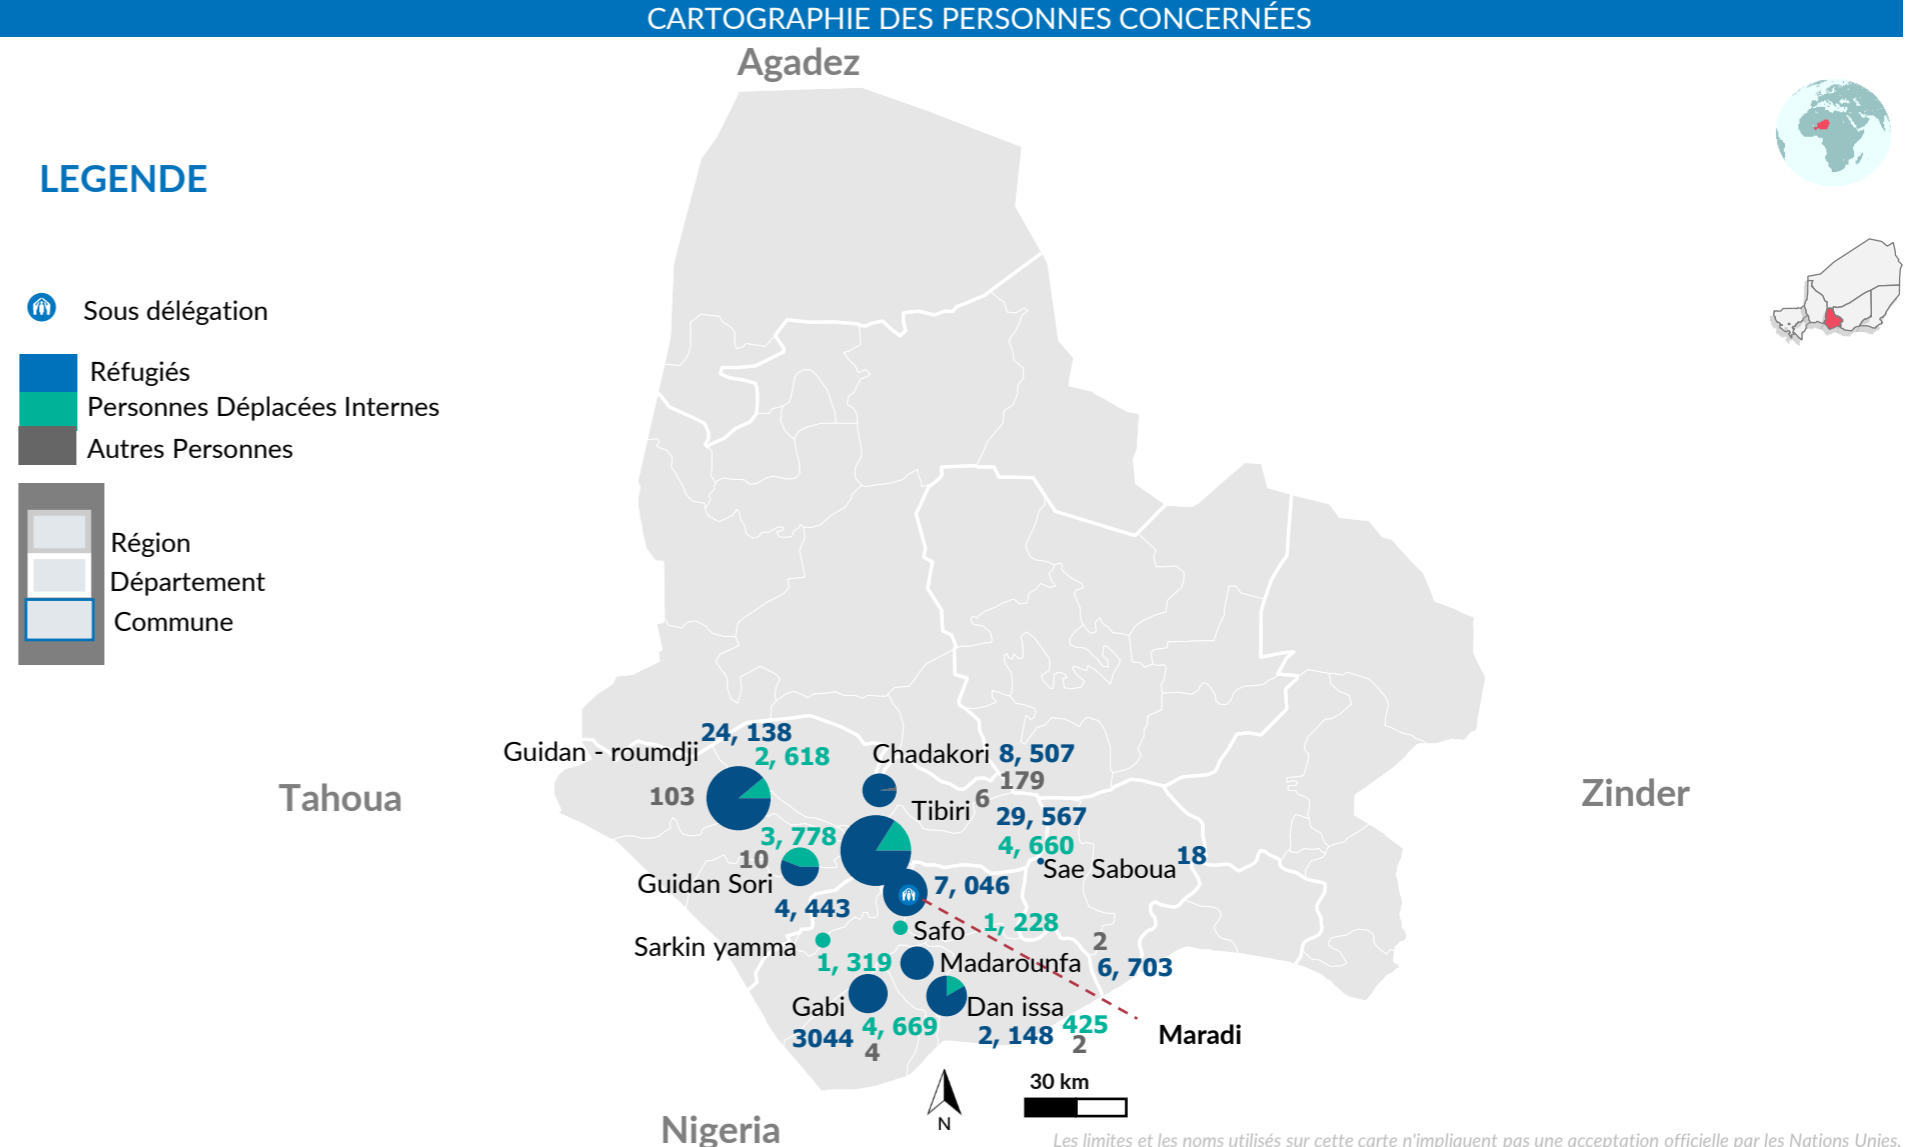 CARTOGRAPHIE DES PERSONNES CONCERNÉES
Agadez
LEGENDE
Sous délégation
Réfugiés
Personnes Déplacées Internes
Autres Personnes
Région
Département
Commune
24, 138
Guidan - roumdji
2, 618
103
Chadakori 8, 507
179
Tibiri 6
29, 567
4, 660
Tahoua
Zinder
3, 778
10
Guidan Sori
4, 443
Sae Saboua 18
7, 046
Safo 1, 228
Sarkin yamma
1, 319
Madarounfa
2
6, 703
Gabi
3044
4, 669
4
Dan issa
2, 148
425
2
Maradi
30 km
N
Nigeria
Les limites et les noms utilisés sur cette carte n'impliquent pas une acceptation officielle par les Nations Unies.